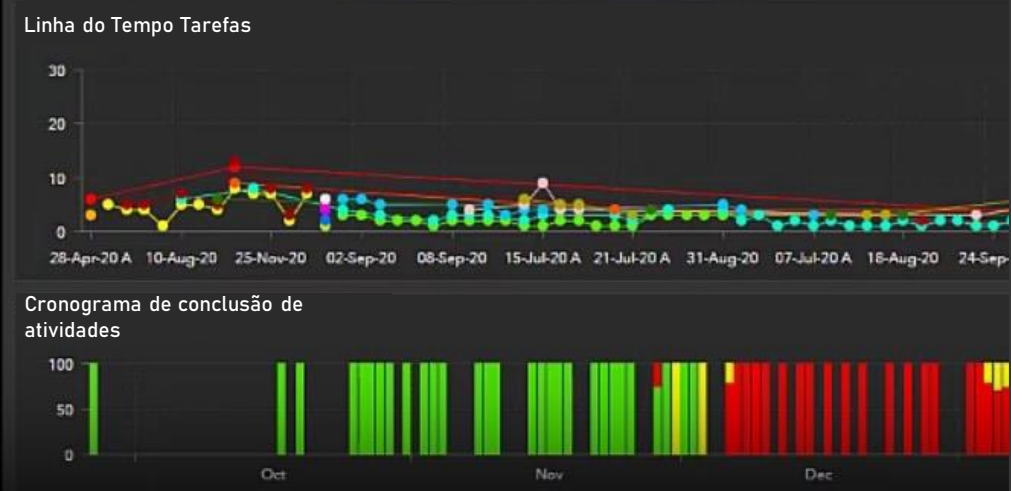 Linha do Tempo Tarefas
30
20
10
0
28-Apr-20 A 10-Aug-20 25-Nov-20 02-Sep-20 08-Sep-20 15-Jul-20 A 21-Jul-20 A 31-Aug-20 07-Jul-20 A 18-Aug-20 24-Sep-
Cronograma de conclusão de
atividades
100
50
0
Oct Nov Dec